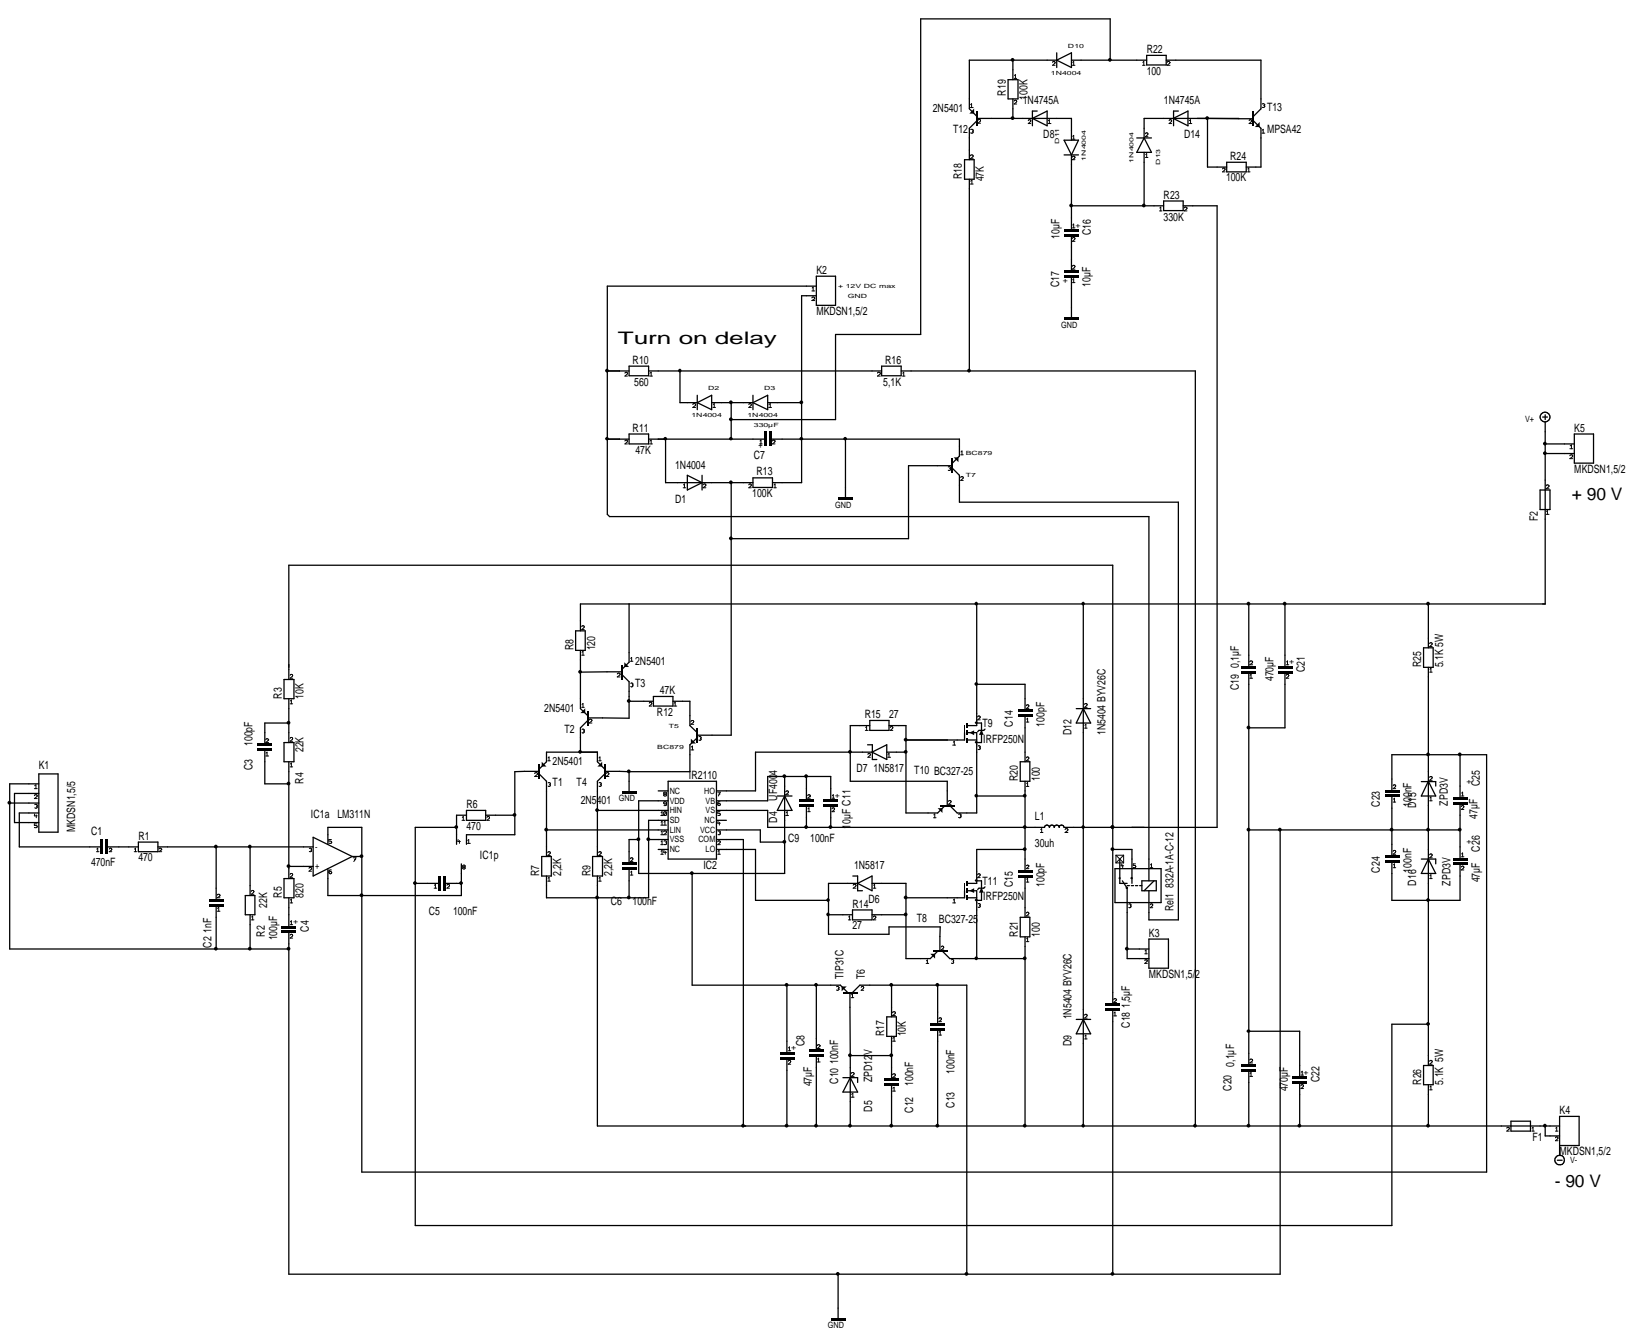 D10
1N4004
R22
100
R19
100K
2N5401
T12
1N4745A
D8
D11
1N4004
1N4745A
D14
T13
MPSA42
1N4004
D13
R24
100K
R18
47K
R23
330K
10µF
C16
C17
10µF
GND
K2
+ 12V DC max
GND
MKDSN1,5/2
Turn on delay
R10
560
R16
5,1K
D2
1N4004
D3
1N4004
330µF
C7
R11
47K
1N4004
D1
R13
100K
BC879
T7
GND
V+
K5
MKDSN1,5/2
+ 90 V
F2
R8
120
2N5401
T3
2N5401
T2
47K
R12
T5
BC879
2N5401
T1
T4
2N5401
GND
R3
10K
C3 100pF
22K
R4
K1
MKDSN1,5/5
C1
470nF
R1
470
IC1a
LM311N
C2 1nF
R2
22K
R5
820
100µF
C4
R6
470
IC1p
C5
100nF
R7
2,2K
R9
2,2K
C6
100nF
IR2110
NC
VDD
HIN
SD
LIN
VSS
NC
HO
VB
VS
NC
VCC
COM
LO
IC2
D4
UF4004
C9
100nF
10µF C11
R15 27
D7
1N5817
T10
BC327-25
T9
IRFP250N
C14
100pF
R20
100
D12
1N5404 BYV26C
L1
30uh
1N5817
D6
R14
27
T8
BC327-25
T11
IRFP250N
C15
100pF
R21
100
1N5404 BYV26C
D9
C18 1,5µF
Rel1 832A-1A-C-12
K3
MKDSN1,5/2
TIP31C
T6
C8
47µF
C10 100nF
ZPD12V
D5
R17
10K
C12
100nF
C13
100nF
C19 0,1µF
470µF
C21
C20 0,1µF
470µF
C22
R25
5.1K 5W
C23
100nF
D15
ZPD3V
C25
47µF
C24
100nF
D16
ZPD3V
C26
47µF
R26
5.1K 5W
F1
K4
MKDSN1,5/2
V-
- 90 V
GND